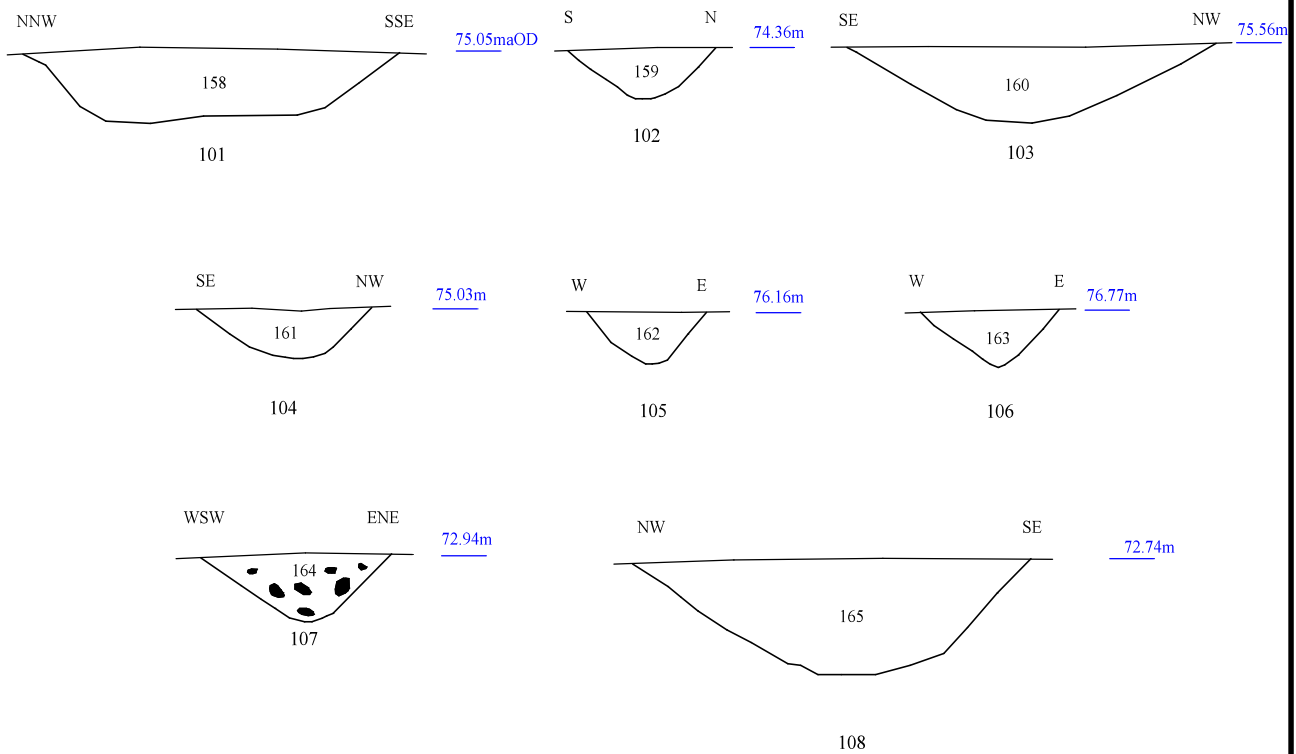 NNW SSE 75.05maOD S N 74.36m SE NW 75.56m
158 159 160
101 102 103
SE NW 75.03m W E 76.16m W E 76.77m
161 162 163
104 105 106
WSW ENE 72.94m NW SE 72.74m
164 165
107
108